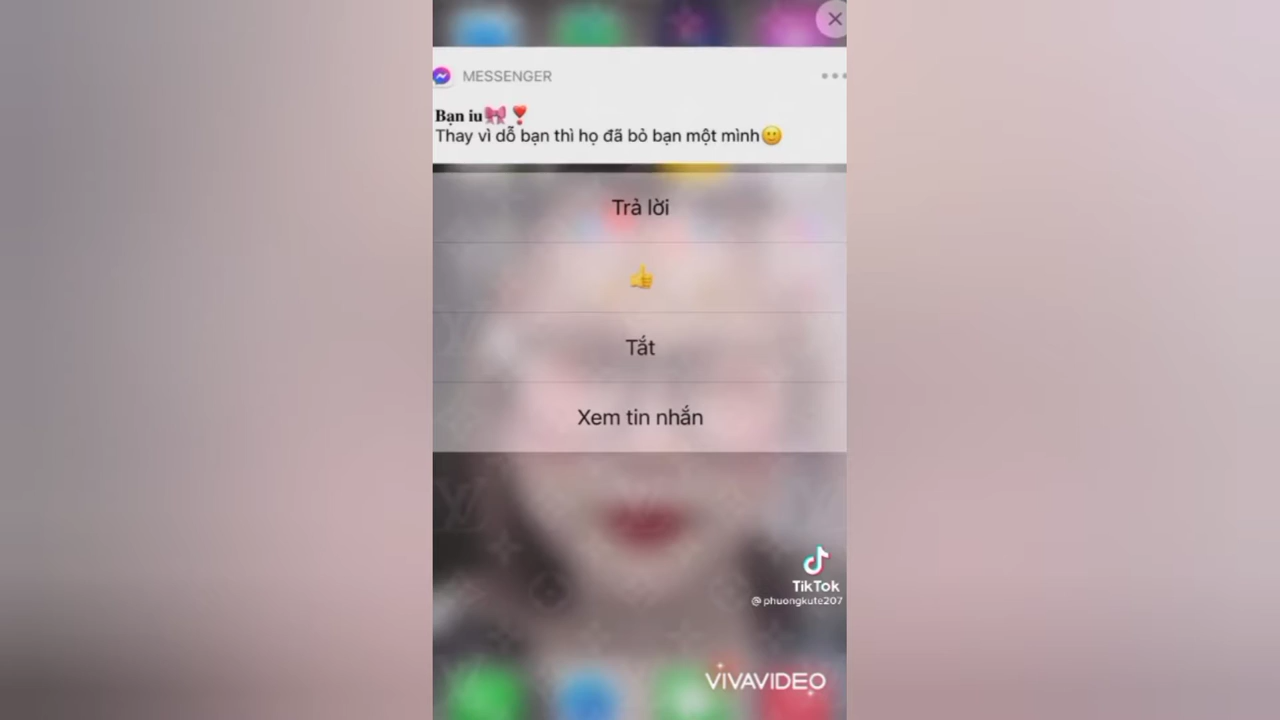 MESSENGER
Bạn iu🎀❣️
Thay vì dỗ bạn thì họ đã bỏ bạn một mình🙂
Trả lời
👍
Tắt
Xem tin nhắn
TikTok
@phuongkute207
VIVAVIDEO